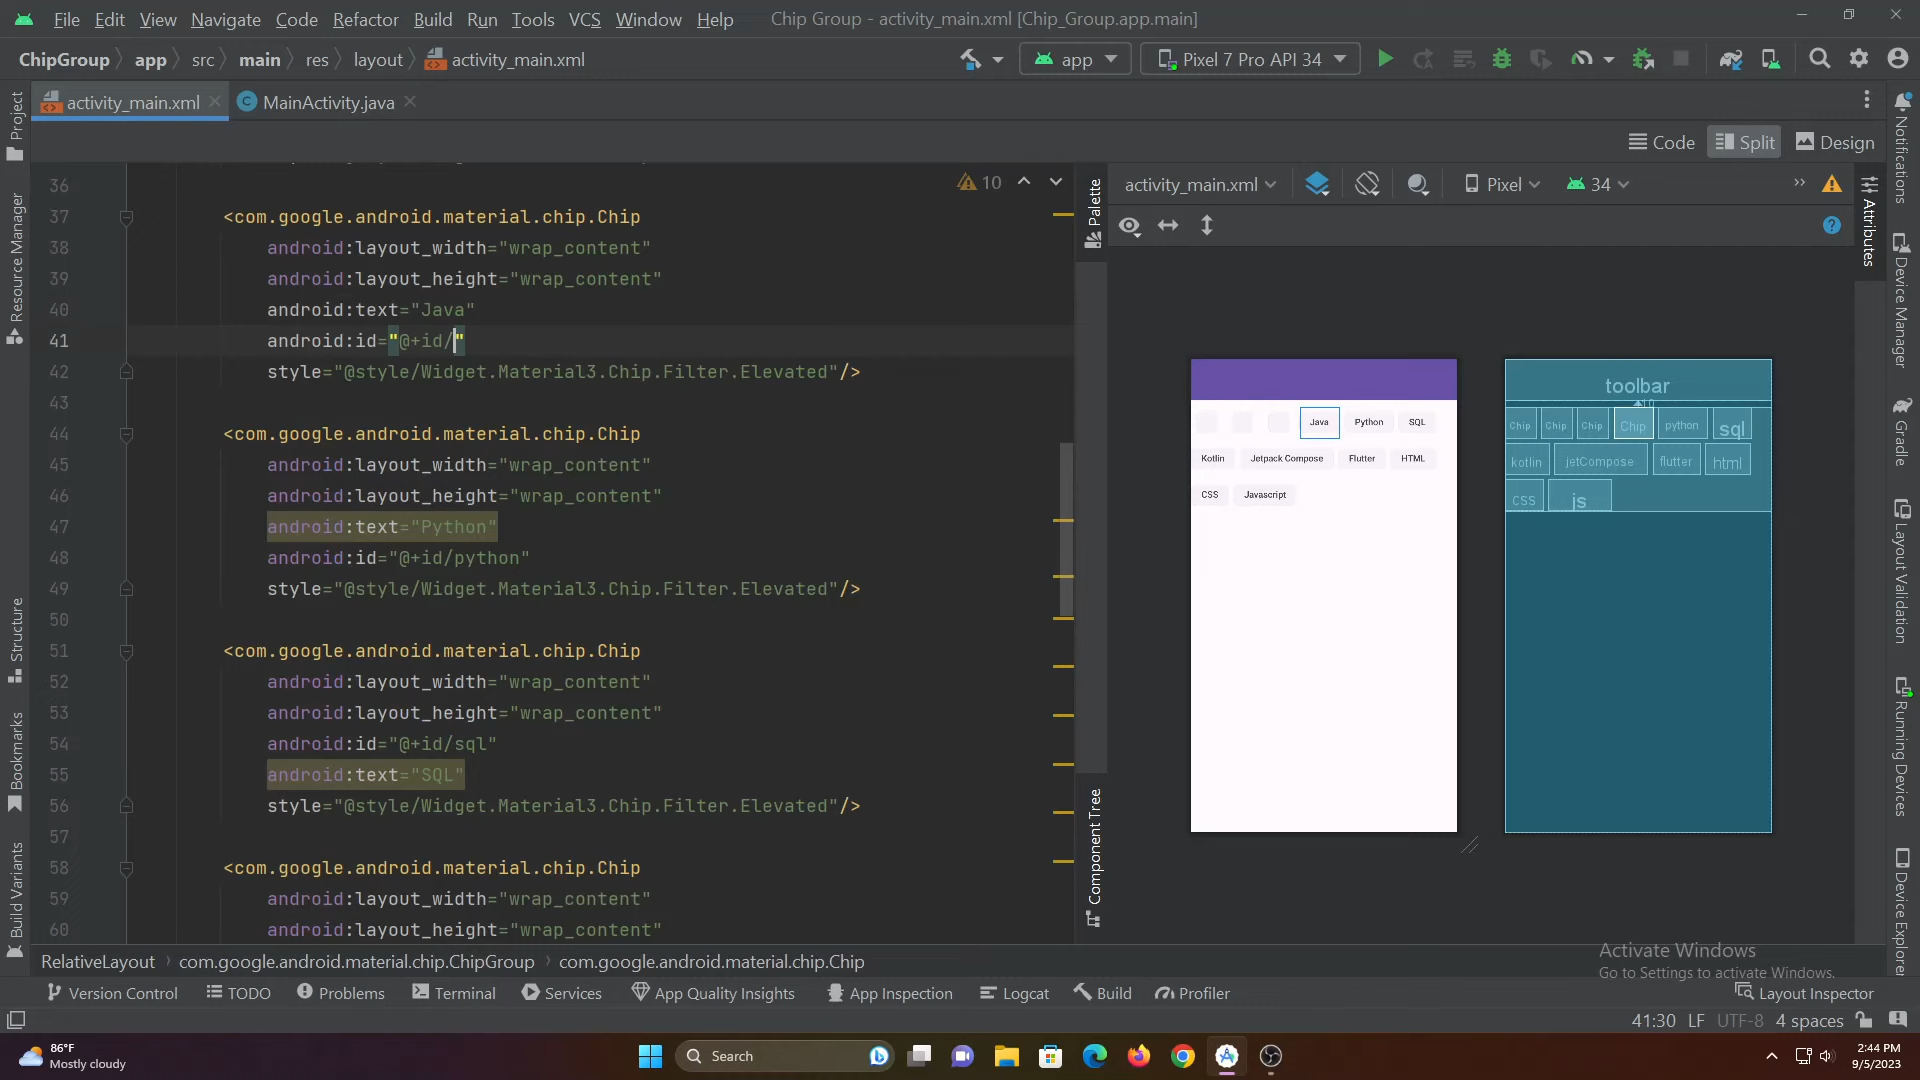 File Edit View Navigate Code Refactor Build Run Tools VCS Window Help Chip Group - activity_main.xml [Chip_Group.app.main]
ChipGroup app src main res layout activity_main.xml app Pixel 7 Pro API 34
activity_main.xml MainActivity.java
Code Split Design
Project
Resource Manager
Structure
Bookmarks
Build Variants
36
37 <com.google.android.material.chip.Chip
38 android:layout_width="wrap_content"
39 android:layout_height="wrap_content"
40 android:text="Java"
41 android:id="@+id/"
42 style="@style/Widget.Material3.Chip.Filter.Elevated"/>
43
44 <com.google.android.material.chip.Chip
45 android:layout_width="wrap_content"
46 android:layout_height="wrap_content"
47 android:text="Python"
48 android:id="@+id/python"
49 style="@style/Widget.Material3.Chip.Filter.Elevated"/>
50
51 <com.google.android.material.chip.Chip
52 android:layout_width="wrap_content"
53 android:layout_height="wrap_content"
54 android:id="@+id/sql"
55 android:text="SQL"
56 style="@style/Widget.Material3.Chip.Filter.Elevated"/>
57
58 <com.google.android.material.chip.Chip
59 android:layout_width="wrap_content"
60 android:layout_height="wrap_content"
10
Palette
Component Tree
activity_main.xml Pixel 34
Java Python SQL
Kotlin Jetpack Compose Flutter HTML
CSS Javascript
toolbar
Chip Chip Chip Chip python sql
kotlin jetCompose flutter html
css js
Attributes
Notifications
Device Manager
Gradle
Layout Validation
Running Devices
Device Explorer
Activate Windows
Go to Settings to activate Windows.
RelativeLayout com.google.android.material.chip.ChipGroup com.google.android.material.chip.Chip
Version Control TODO Problems Terminal Services App Quality Insights App Inspection Logcat Build Profiler Layout Inspector
41:30 LF UTF-8 4 spaces
86°F
Mostly cloudy
Search
2:44 PM
9/5/2023